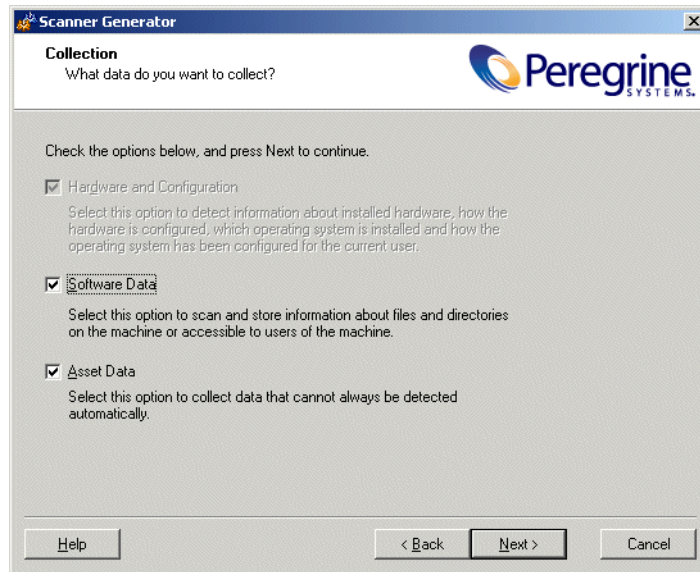 Scanner Generator
Collection
What data do you want to collect?
Peregrine
SYSTEMS.
Check the options below, and press Next to continue.
Hardware and Configuration
Select this option to detect information about installed hardware, how the
hardware is configured, which operating system is installed and how the
operating system has been configured for the current user.
Software Data
Select this option to scan and store information about files and directories
on the machine or accessible to users of the machine.
Asset Data
Select this option to collect data that cannot always be detected
automatically.
Help
< Back
Next >
Cancel